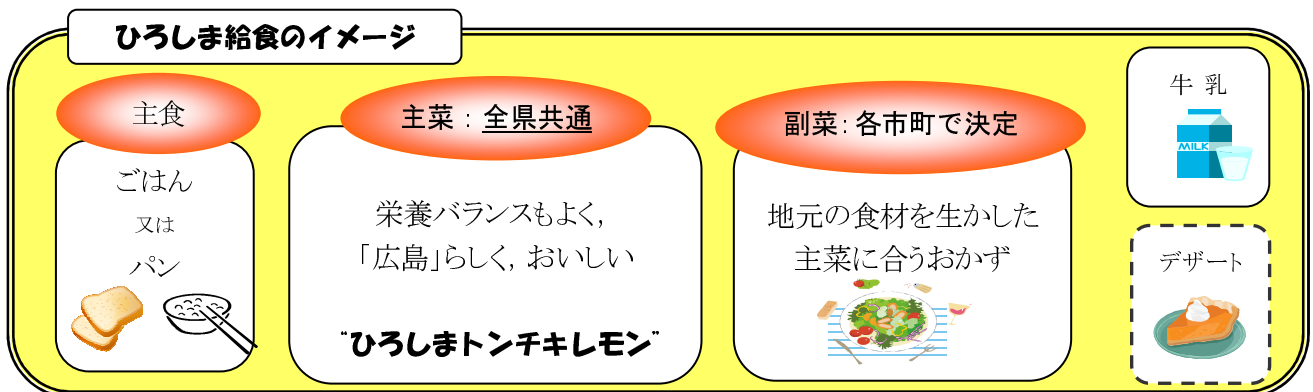 ひろしま給食のイメージ
主食
ごはん
又は
パン
主菜：全県共通
栄養バランスもよく，
「広島」らしく，おいしい
“ひろしまトンチキレモン”
副菜：各市町で決定
地元の食材を生かした
主菜に合うおかず
牛 乳
MILK
デザート